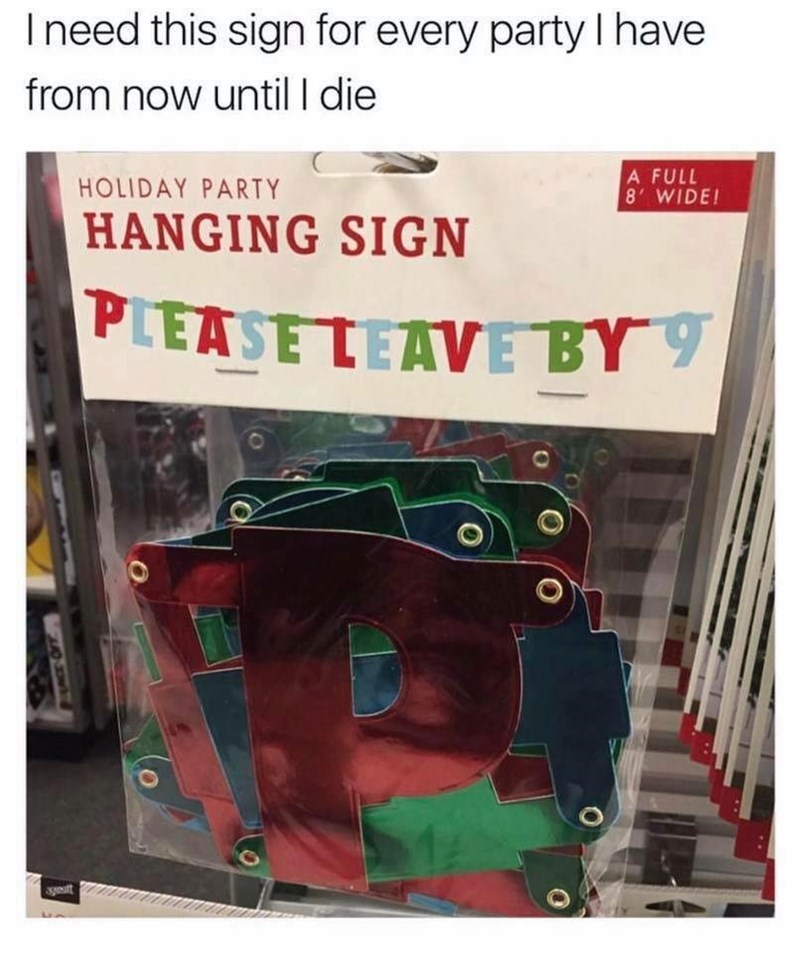 I need this sign for every party I have
from now until I die
HOLIDAY PARTY
HANGING SIGN
A FULL
8' WIDE!
PLEASE LEAVE BY 9
P